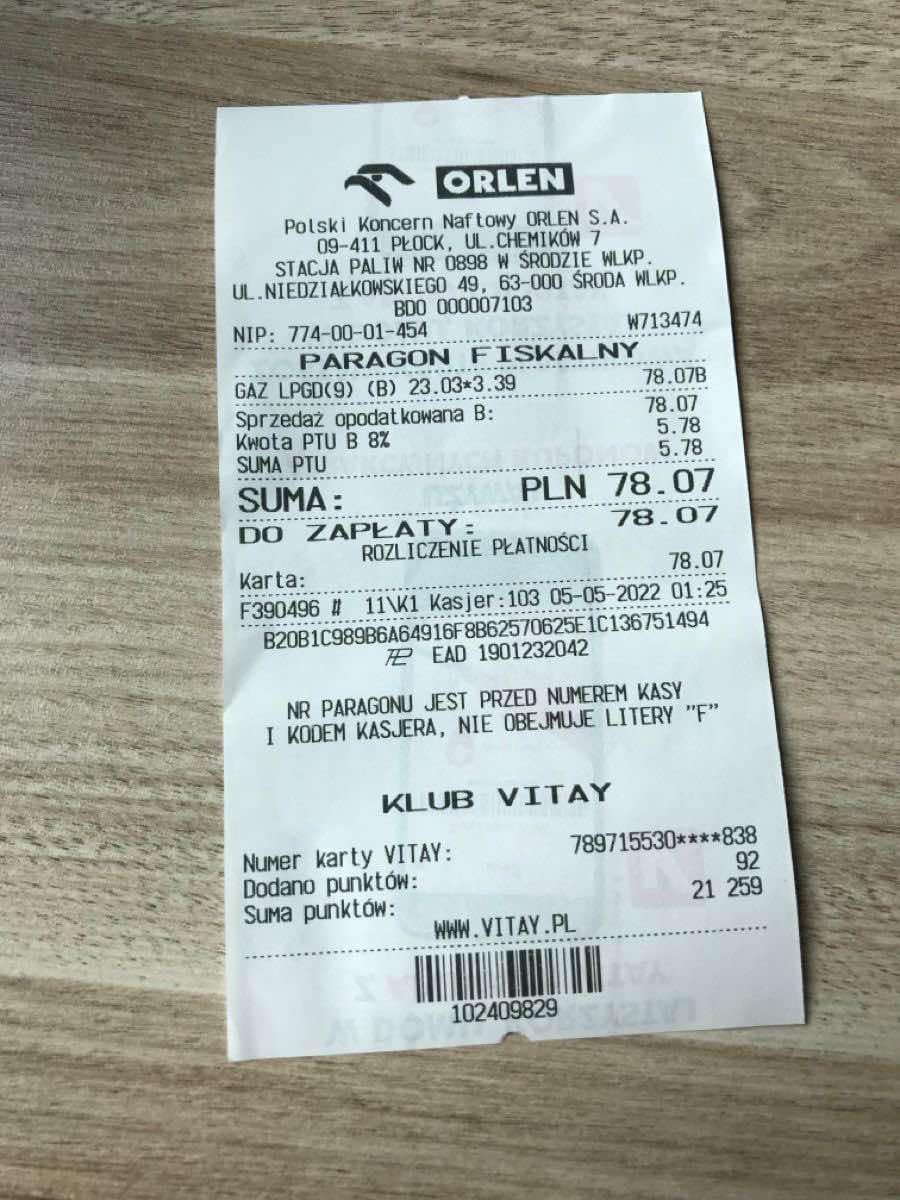 ORLEN
Polski Koncern Naftowy ORLEN S.A.
09-411 PŁOCK, UL.CHEMIKÓW 7
STACJA PALIW NR 0898 W ŚRODZIE WLKP.
UL.NIEDZIAŁKOWSKIEGO 49, 63-000 ŚRODA WLKP.
BDO 000007103
NIP: 774-00-01-454 W713474
PARAGON FISKALNY
GAZ LPGD(9) (B) 23.03*3.39 78.07B
Sprzedaż opodatkowana B: 78.07
Kwota PTU B 8% 5.78
SUMA PTU 5.78
SUMA: PLN 78.07
DO ZAPŁATY: 78.07
ROZLICZENIE PŁATNOŚCI
Karta: 78.07
F390496 # 11\K1 Kasjer:103 05-05-2022 01:25
B20B1C989B6A64916F8B62570625E1C136751494
EAD 1901232042
NR PARAGONU JEST PRZED NUMEREM KASY
I KODEM KASJERA, NIE OBEJMUJE LITERY "F"
KLUB VITAY
Numer karty VITAY: 789715530****838
Dodano punktów: 92
Suma punktów: 21 259
WWW.VITAY.PL
102409829